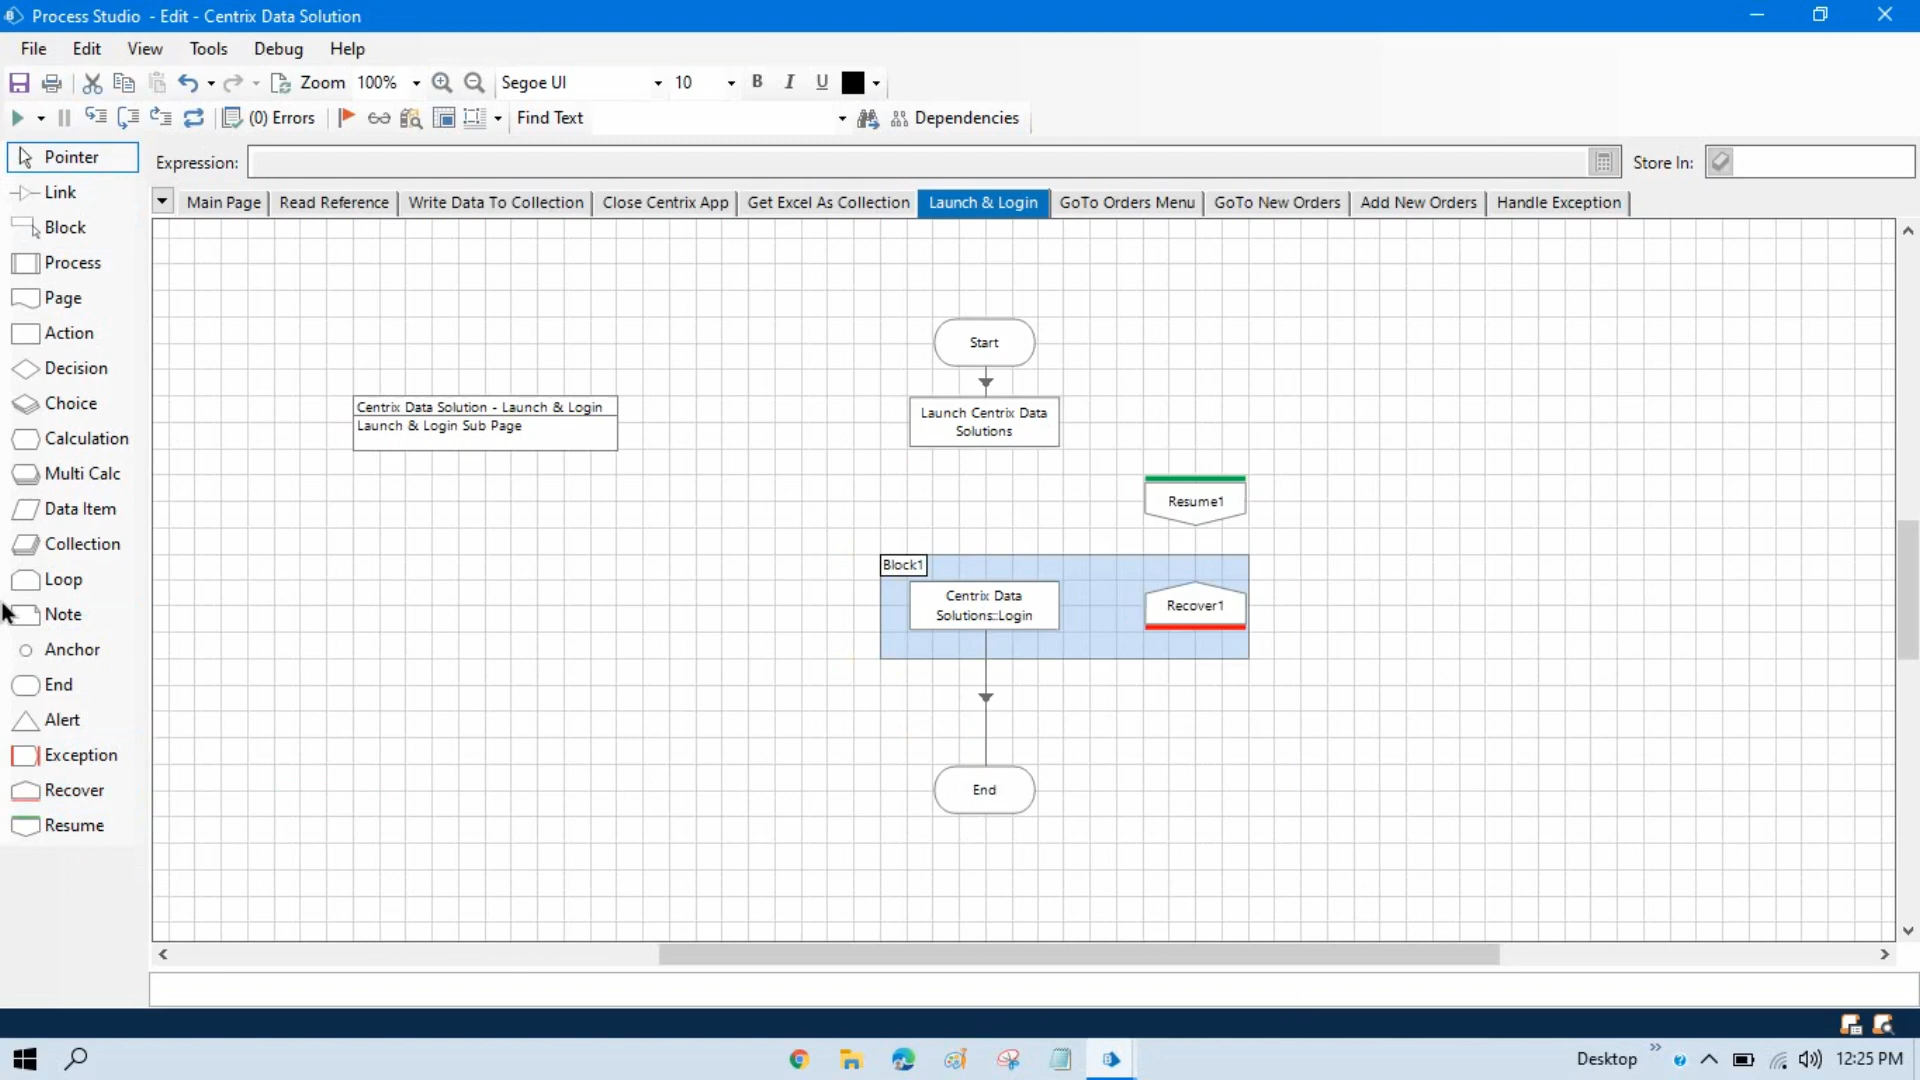 Process Studio - Edit - Centrix Data Solution
File Edit View Tools Debug Help
Zoom 100% Segoe UI 10 B I U
(0) Errors Find Text Dependencies
Pointer
Link
Block
Process
Page
Action
Decision
Choice
Calculation
Multi Calc
Data Item
Collection
Loop
Note
Anchor
End
Alert
Exception
Recover
Resume
Expression: Store In:
Main Page Read Reference Write Data To Collection Close Centrix App Get Excel As Collection Launch & Login GoTo Orders Menu GoTo New Orders Add New Orders Handle Exception
Start
Centrix Data Solution - Launch & Login
Launch & Login Sub Page
Launch Centrix Data
Solutions
Resume1
Block1
Centrix Data
Solutions::Login
Recover1
End
Desktop 12:25 PM